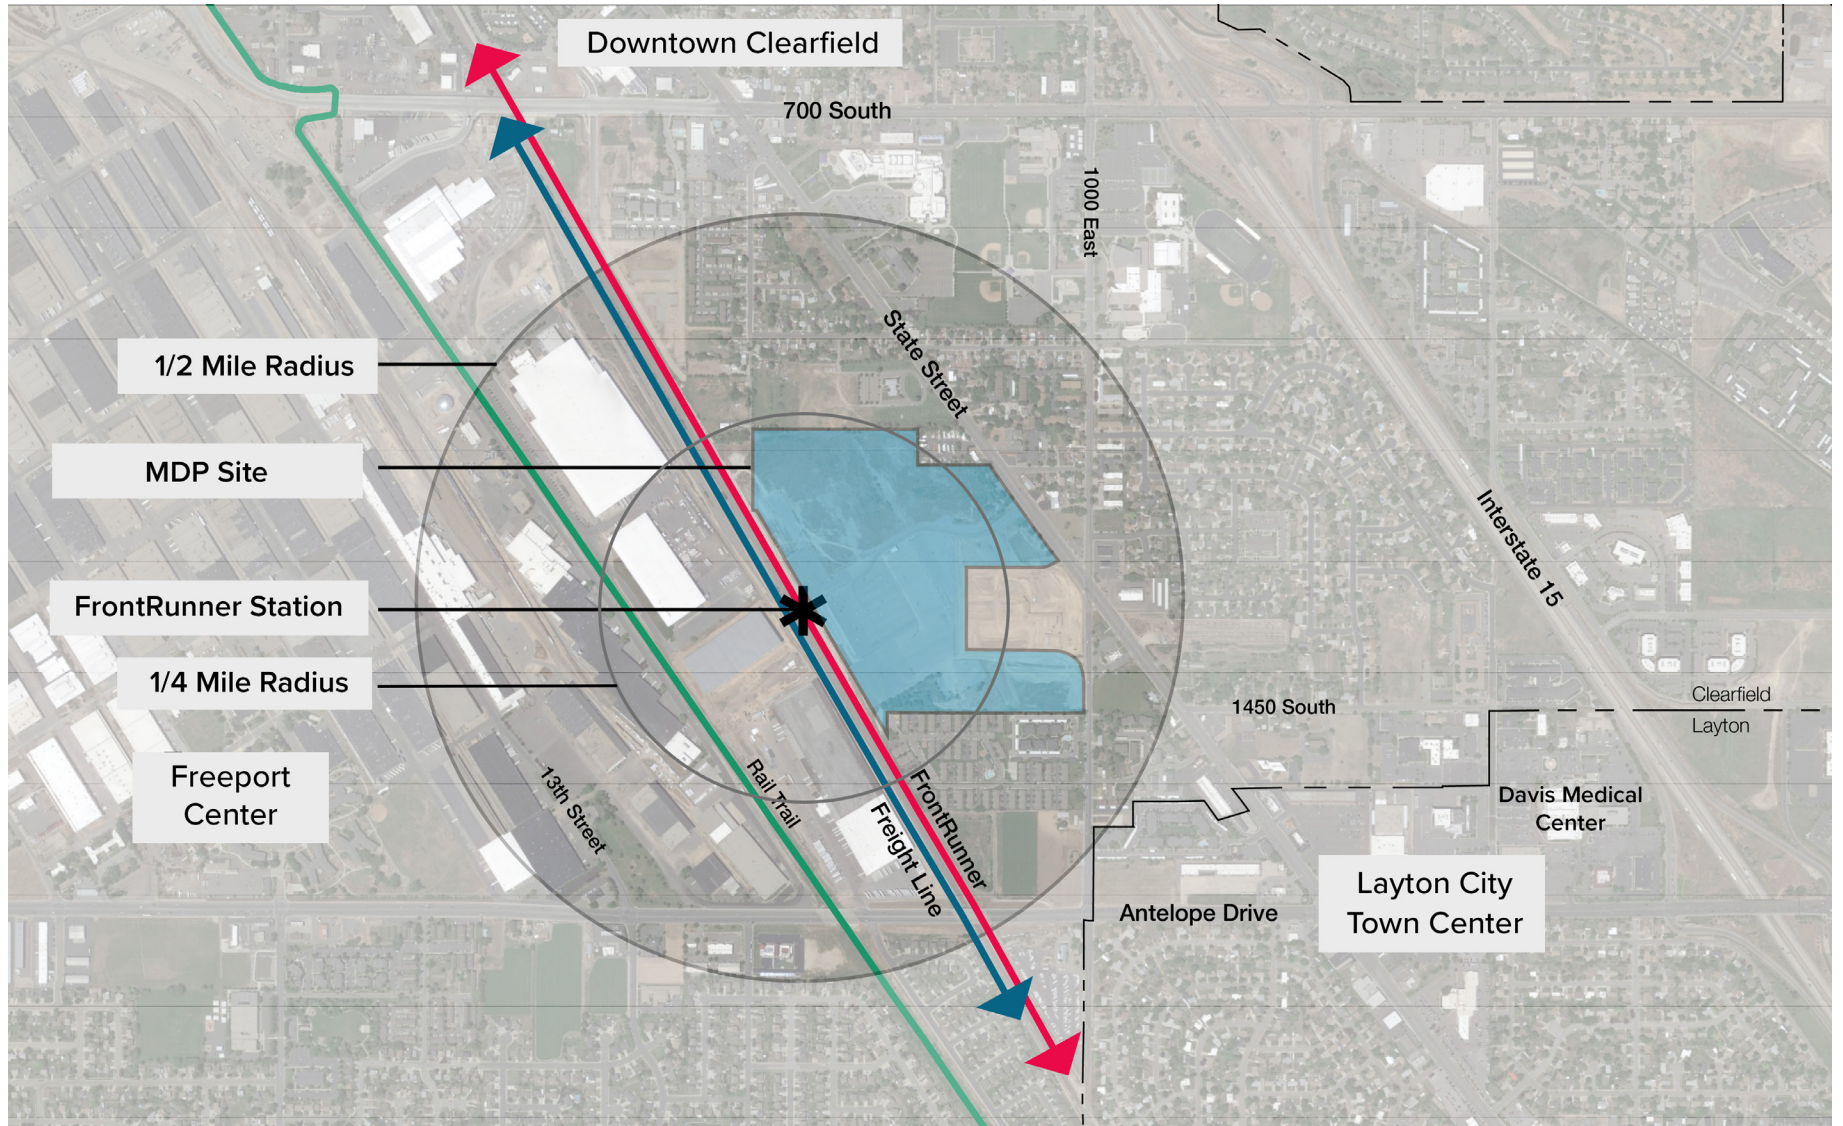 Downtown Clearfield
700 South
1000 East
State Street
1/2 Mile Radius
MDP Site
Interstate 15
FrontRunner Station
1/4 Mile Radius
Clearfield
Layton
1450 South
Freeport
Center
13th Street
Rail Trail
FrontRunner
Freight Line
Davis Medical
Center
Layton City
Town Center
Antelope Drive